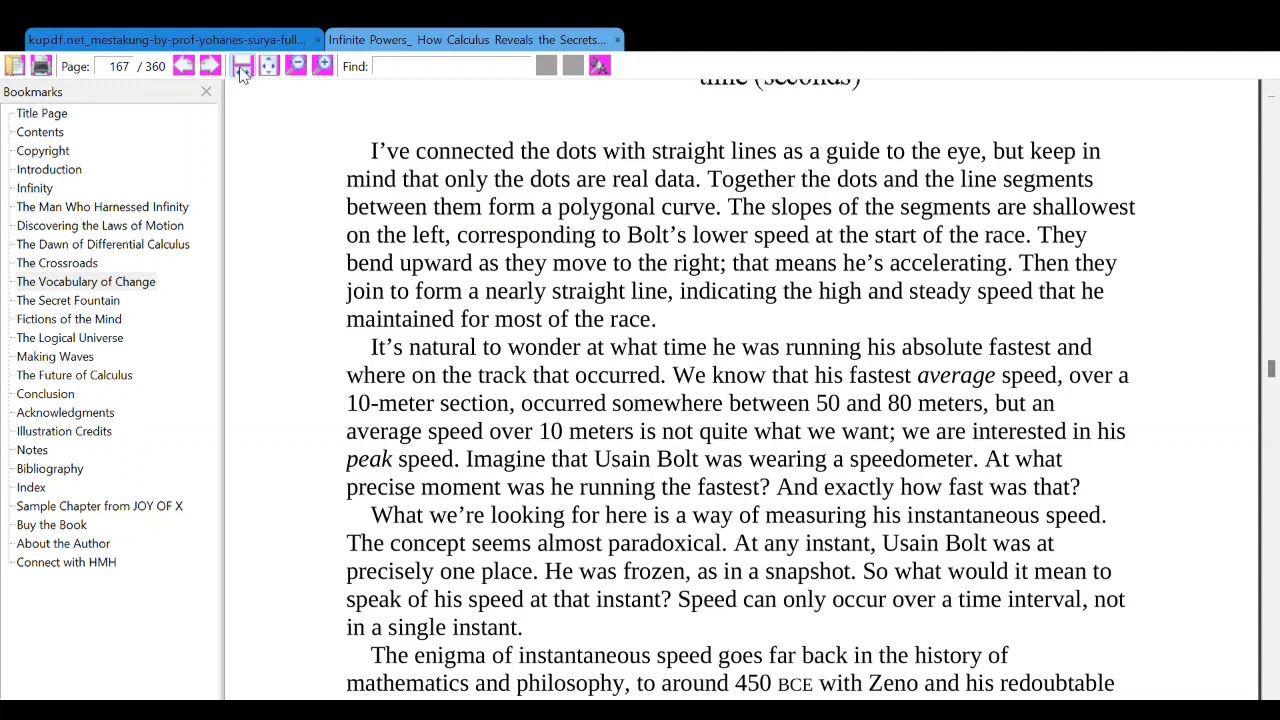 kupdf.net_mestakung-by-prof-yohanes-surya-full...
Infinite Powers_ How Calculus Reveals the Secrets...
Page: 167 / 360
Find:
Bookmarks
Title Page
Contents
Copyright
Introduction
Infinity
The Man Who Harnessed Infinity
Discovering the Laws of Motion
The Dawn of Differential Calculus
The Crossroads
The Vocabulary of Change
The Secret Fountain
Fictions of the Mind
The Logical Universe
Making Waves
The Future of Calculus
Conclusion
Acknowledgments
Illustration Credits
Notes
Bibliography
Index
Sample Chapter from JOY OF X
Buy the Book
About the Author
Connect with HMH
time (seconds)
I’ve connected the dots with straight lines as a guide to the eye, but keep in
mind that only the dots are real data. Together the dots and the line segments
between them form a polygonal curve. The slopes of the segments are shallowest
on the left, corresponding to Bolt’s lower speed at the start of the race. They
bend upward as they move to the right; that means he’s accelerating. Then they
join to form a nearly straight line, indicating the high and steady speed that he
maintained for most of the race.
It’s natural to wonder at what time he was running his absolute fastest and
where on the track that occurred. We know that his fastest average speed, over a
10-meter section, occurred somewhere between 50 and 80 meters, but an
average speed over 10 meters is not quite what we want; we are interested in his
peak speed. Imagine that Usain Bolt was wearing a speedometer. At what
precise moment was he running the fastest? And exactly how fast was that?
What we’re looking for here is a way of measuring his instantaneous speed.
The concept seems almost paradoxical. At any instant, Usain Bolt was at
precisely one place. He was frozen, as in a snapshot. So what would it mean to
speak of his speed at that instant? Speed can only occur over a time interval, not
in a single instant.
The enigma of instantaneous speed goes far back in the history of
mathematics and philosophy, to around 450 BCE with Zeno and his redoubtable